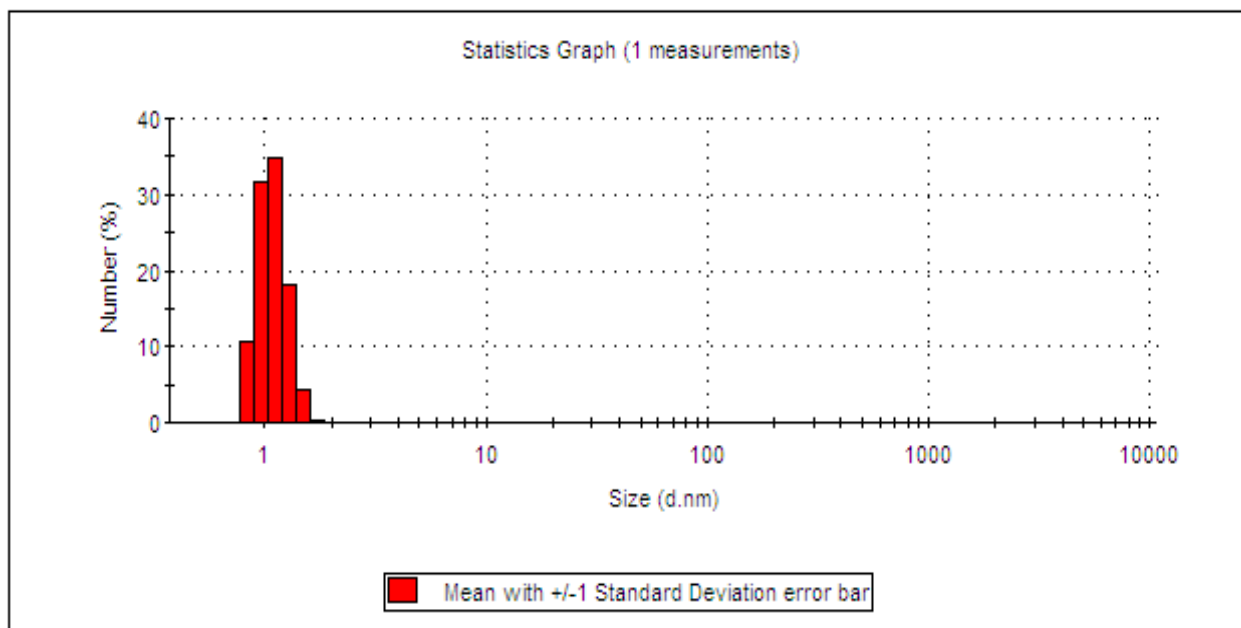 Statistics Graph (1 measurements)
40
30
20
10
0
Number (%)
1 10 100 1000 10000
Size (d.nm)
Mean with +/-1 Standard Deviation error bar